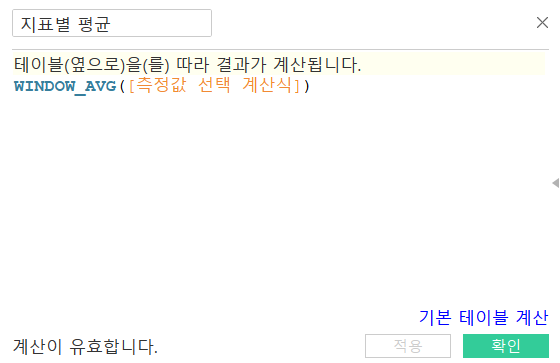 지표별 평균
테이블(옆으로)을(를) 따라 결과가 계산됩니다.
WINDOW_AVG([측정값 선택 계산식])
기본 테이블 계산
계산이 유효합니다.
적용
확인